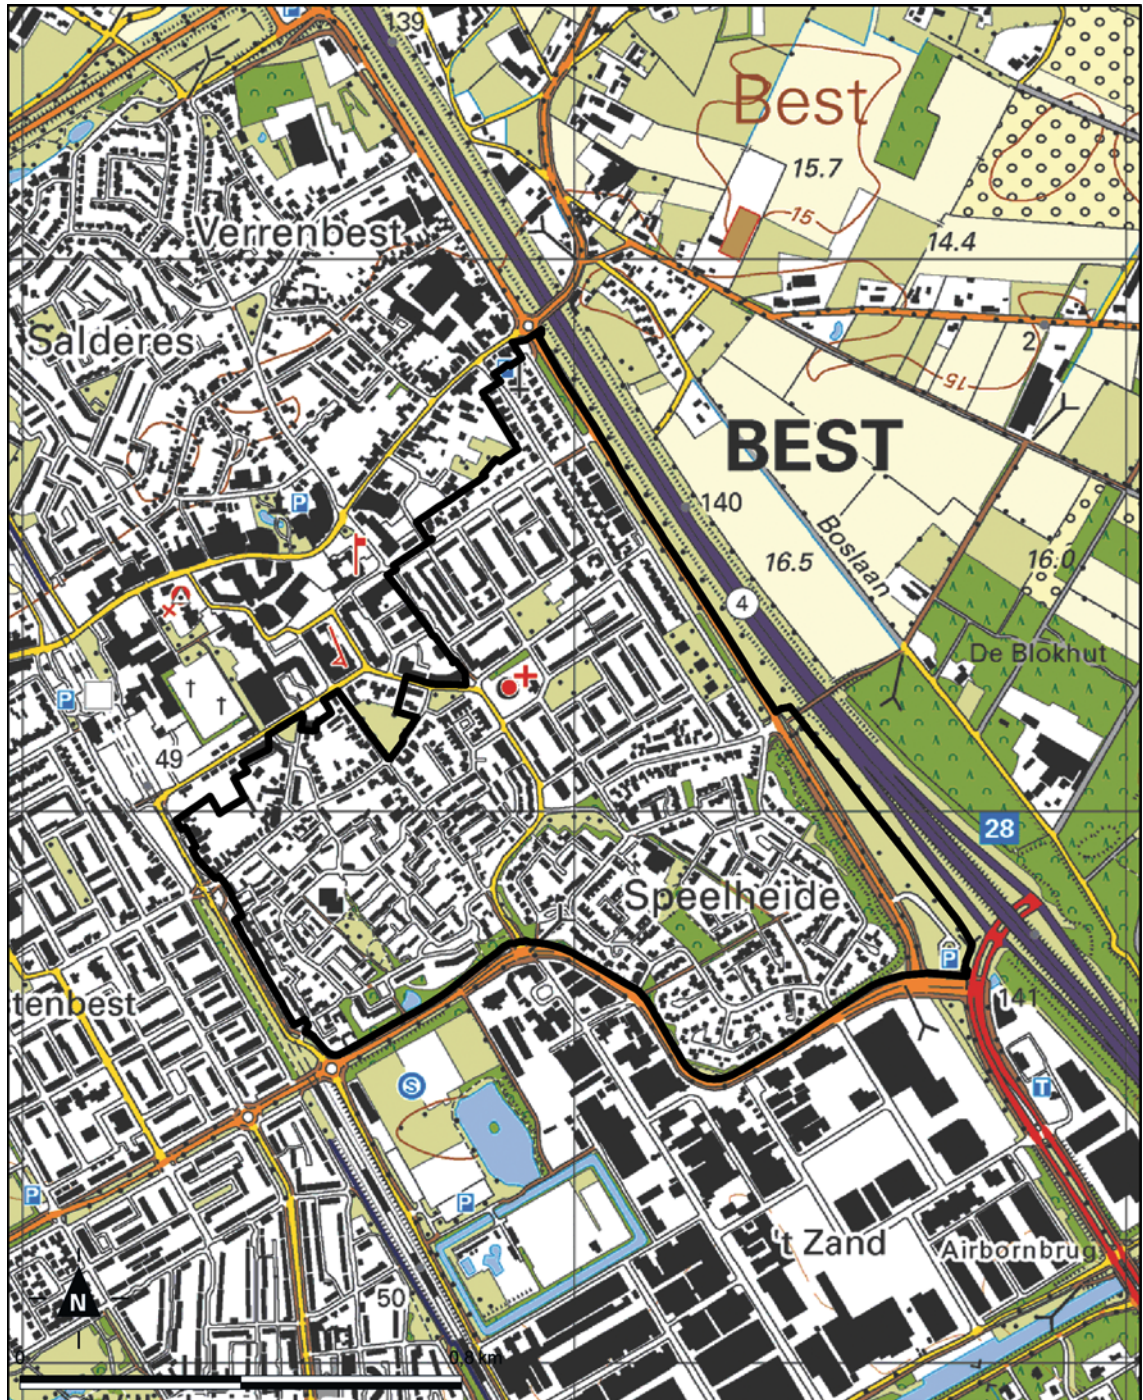 139
P
Best
15.7
15
Verrenbest
14.4
Salderes
2
15
BEST
P
140
Boslaan
16.5
16.0
4
De Blokhut
P
49
28
Speelheide
P
tenbest
141
S
T
P
P
't Zand
Airbornbrug
N
50
0
0.8 km